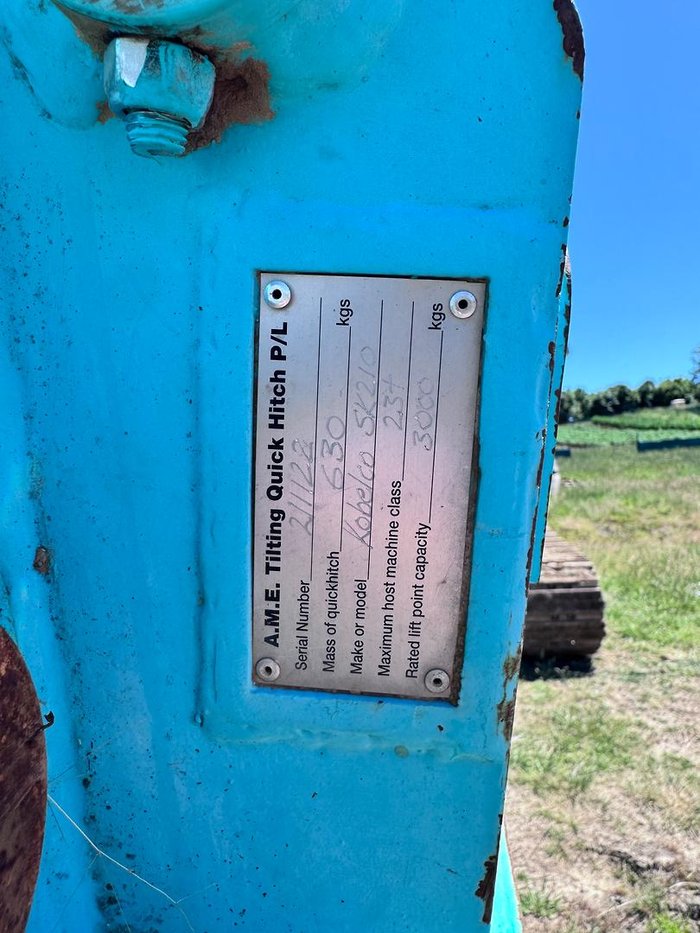 A.M.E. Tilting Quick Hitch P/L
Serial Number 211122
Mass of quickhitch 630 kgs
Make or model Kobelco SK210
Maximum host machine class 23t
Rated lift point capacity 3000 kgs